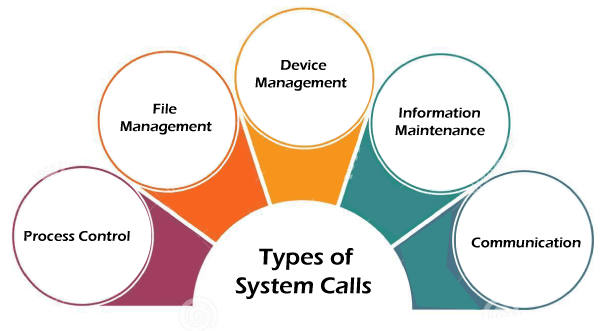 Process Control
File
Management
Device
Management
Information
Maintenance
Communication
Types of
System Calls